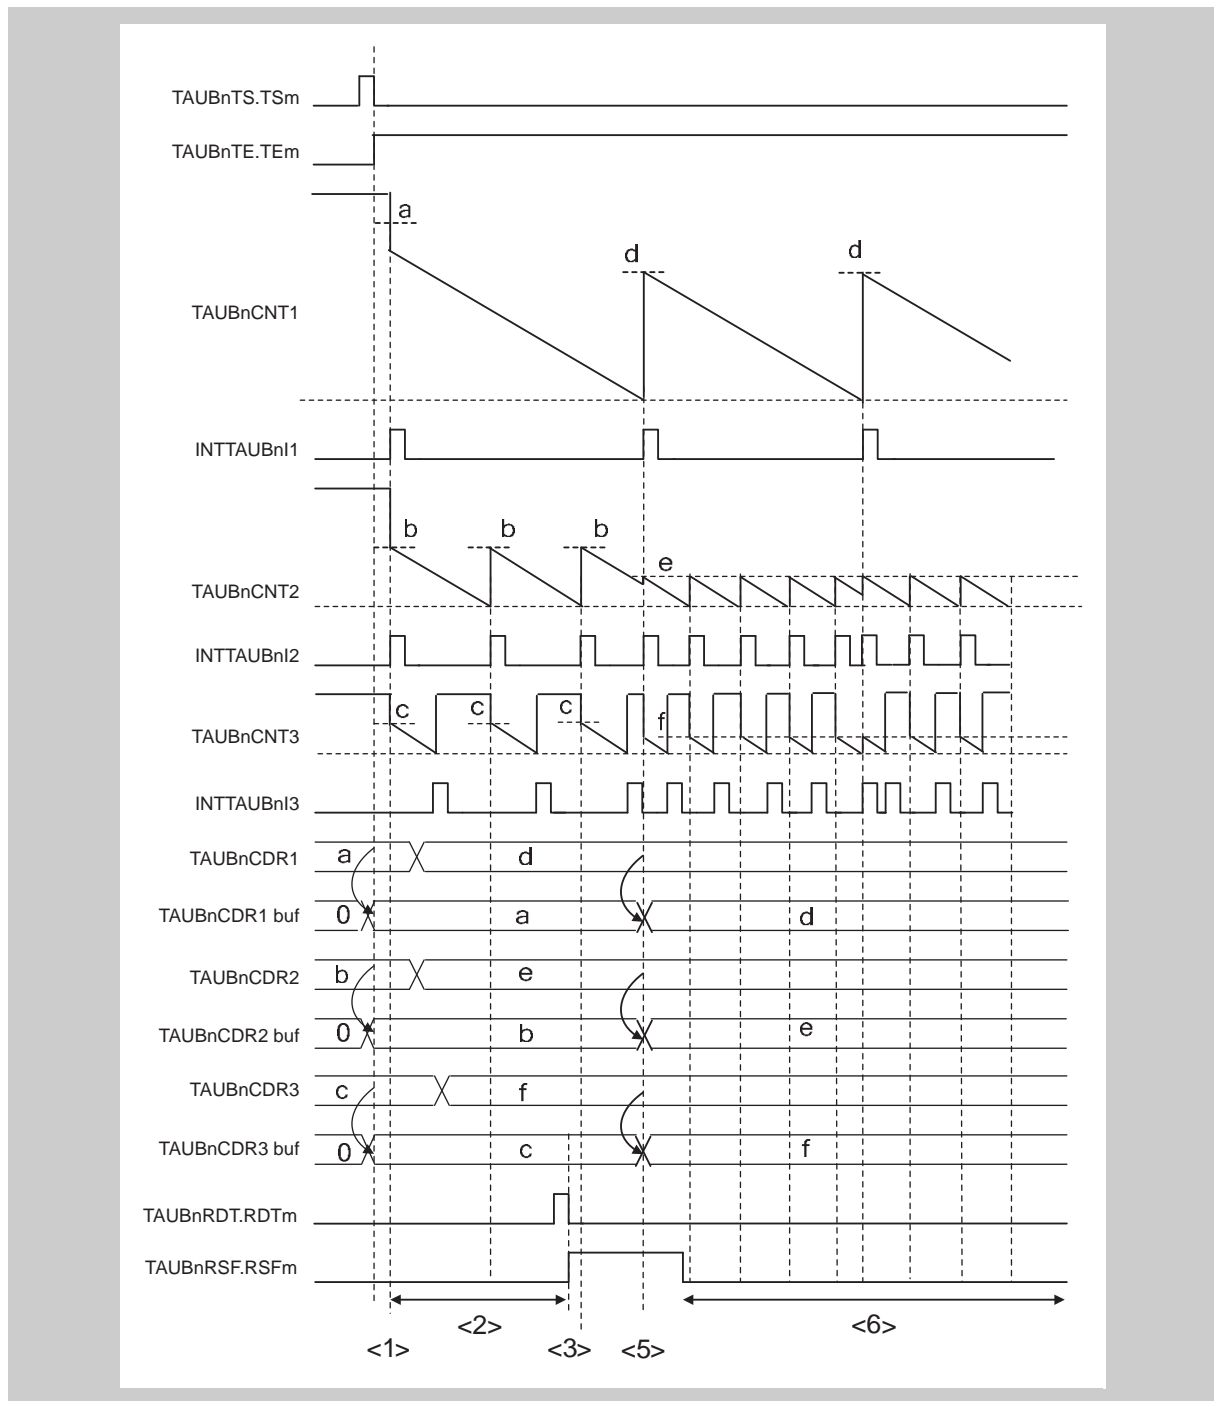 TAUBnTS.TSm
TAUBnTE.TEm
a
d
d
TAUBnCNT1
INTTAUBnI1
b
b
b
e
TAUBnCNT2
INTTAUBnI2
c
c
c
f
TAUBnCNT3
INTTAUBnI3
TAUBnCDR1
a
d
TAUBnCDR1 buf
0
a
d
TAUBnCDR2
b
e
TAUBnCDR2 buf
0
b
e
TAUBnCDR3
c
f
TAUBnCDR3 buf
0
c
f
TAUBnRDT.RDTm
TAUBnRSF.RSFm
<2>
<6>
<1>
<3>
<5>